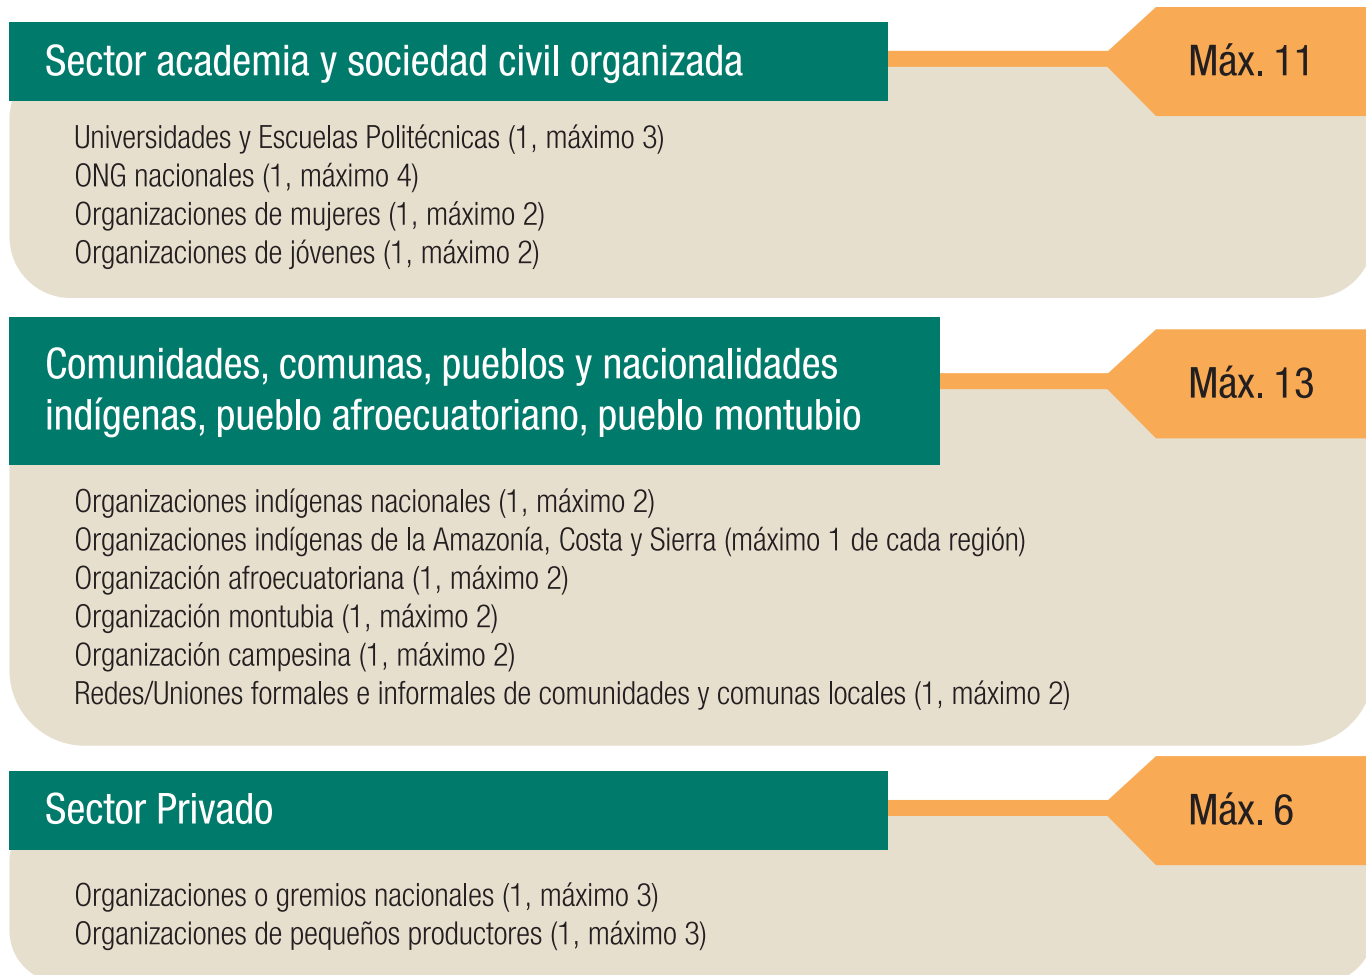 Sector academia y sociedad civil organizada
Máx. 11
Universidades y Escuelas Politécnicas (1, máximo 3)
ONG nacionales (1, máximo 4)
Organizaciones de mujeres (1, máximo 2)
Organizaciones de jóvenes (1, máximo 2)
Comunidades, comunas, pueblos y nacionalidades
indígenas, pueblo afroecuatoriano, pueblo montubio
Máx. 13
Organizaciones indígenas nacionales (1, máximo 2)
Organizaciones indígenas de la Amazonía, Costa y Sierra (máximo 1 de cada región)
Organización afroecuatoriana (1, máximo 2)
Organización montubia (1, máximo 2)
Organización campesina (1, máximo 2)
Redes/Uniones formales e informales de comunidades y comunas locales (1, máximo 2)
Sector Privado
Máx. 6
Organizaciones o gremios nacionales (1, máximo 3)
Organizaciones de pequeños productores (1, máximo 3)